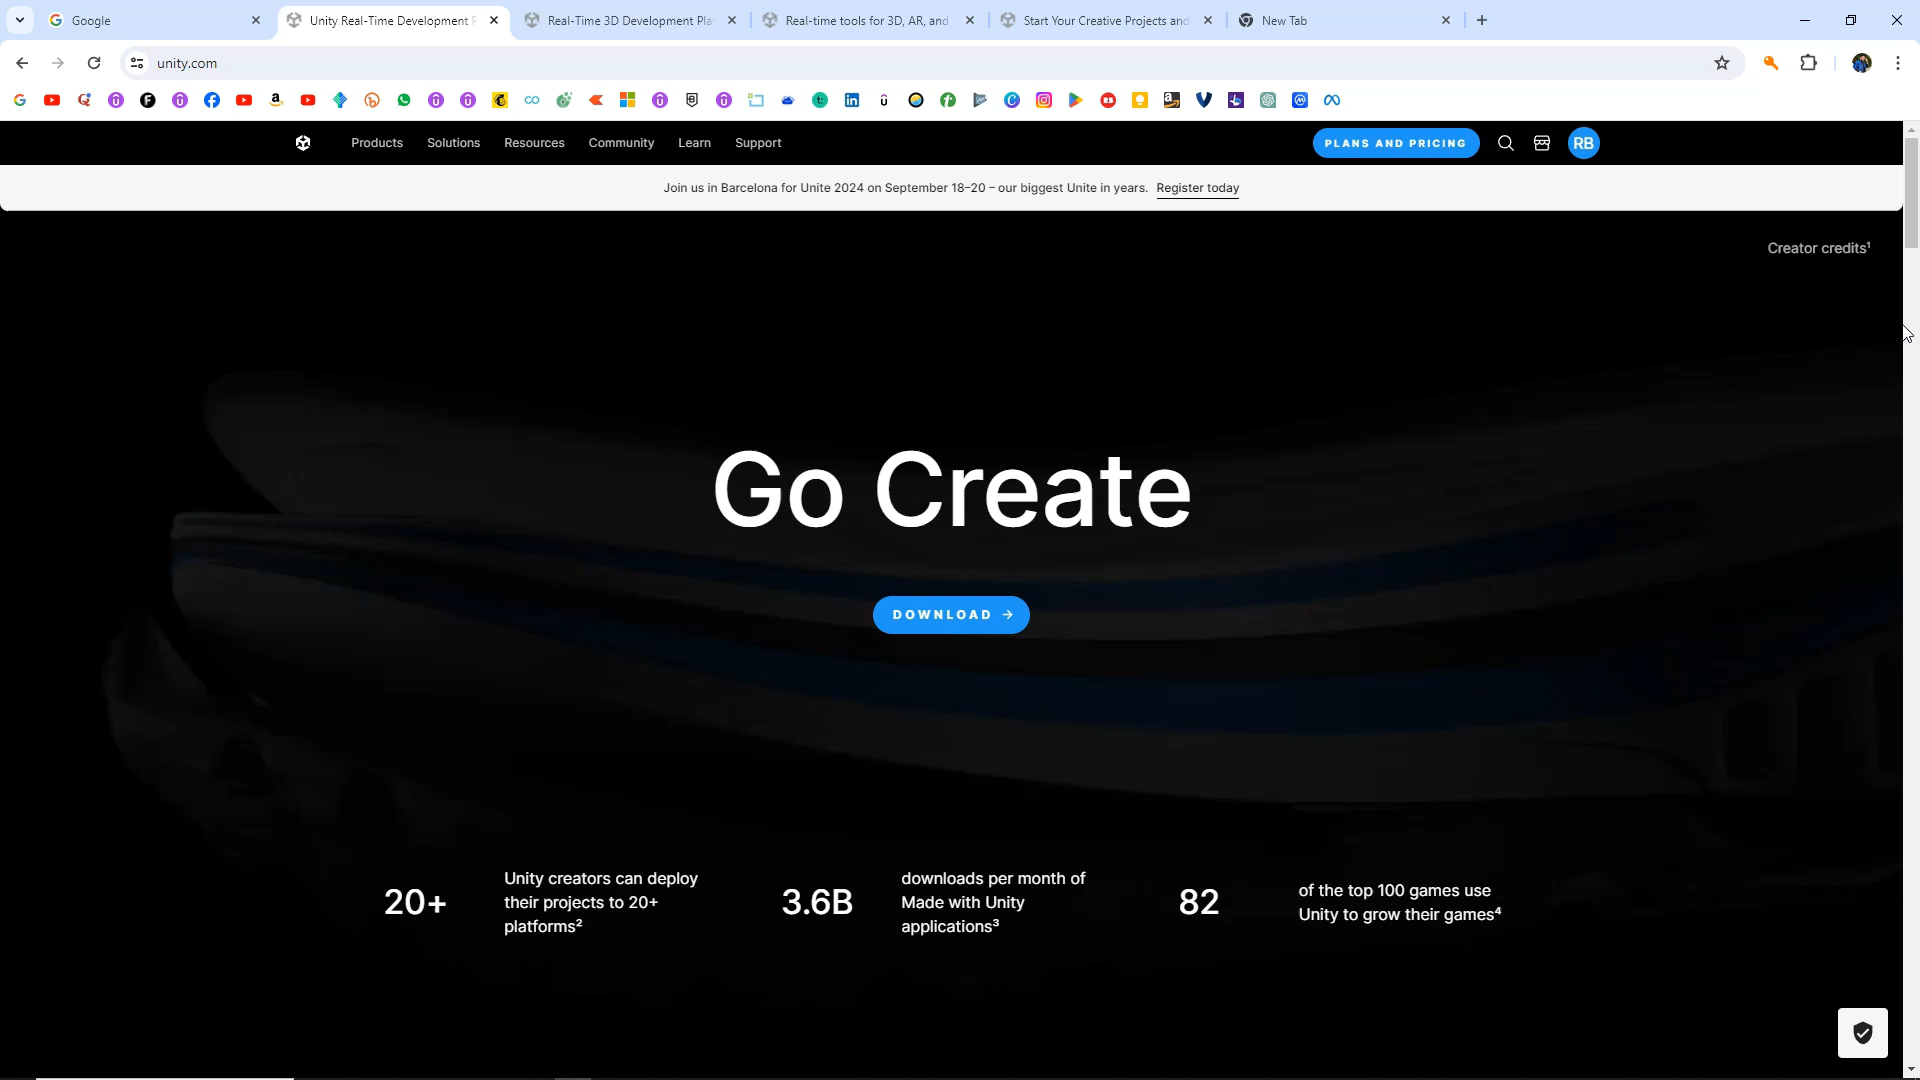 Google
Unity Real-Time Development P
Real-Time 3D Development Pla
Real-time tools for 3D, AR, and
Start Your Creative Projects and
New Tab
unity.com
Products
Solutions
Resources
Community
Learn
Support
PLANS AND PRICING
RB
Join us in Barcelona for Unite 2024 on September 18–20 – our biggest Unite in years. Register today
Creator credits¹
Go Create
DOWNLOAD →
20+
Unity creators can deploy
their projects to 20+
platforms²
3.6B
downloads per month of
Made with Unity
applications³
82
of the top 100 games use
Unity to grow their games⁴